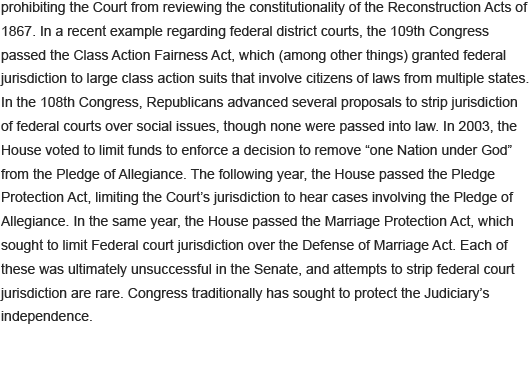 prohibiting the Court from reviewing the constitutionality of the Reconstruction Acts of
1867. In a recent example regarding federal district courts, the 109th Congress
passed the Class Action Fairness Act, which (among other things) granted federal
jurisdiction to large class action suits that involve citizens of laws from multiple states.
In the 108th Congress, Republicans advanced several proposals to strip jurisdiction
of federal courts over social issues, though none were passed into law. In 2003, the
House voted to limit funds to enforce a decision to remove “one Nation under God”
from the Pledge of Allegiance. The following year, the House passed the Pledge
Protection Act, limiting the Court’s jurisdiction to hear cases involving the Pledge of
Allegiance. In the same year, the House passed the Marriage Protection Act, which
sought to limit Federal court jurisdiction over the Defense of Marriage Act. Each of
these was ultimately unsuccessful in the Senate, and attempts to strip federal court
jurisdiction are rare. Congress traditionally has sought to protect the Judiciary’s
independence.